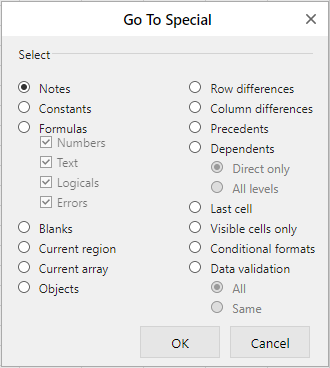 Go To Special
Select
Notes
Constants
Formulas
Numbers
Text
Logicals
Errors
Blanks
Current region
Current array
Objects
Row differences
Column differences
Precedents
Dependents
Direct only
All levels
Last cell
Visible cells only
Conditional formats
Data validation
All
Same
OK
Cancel